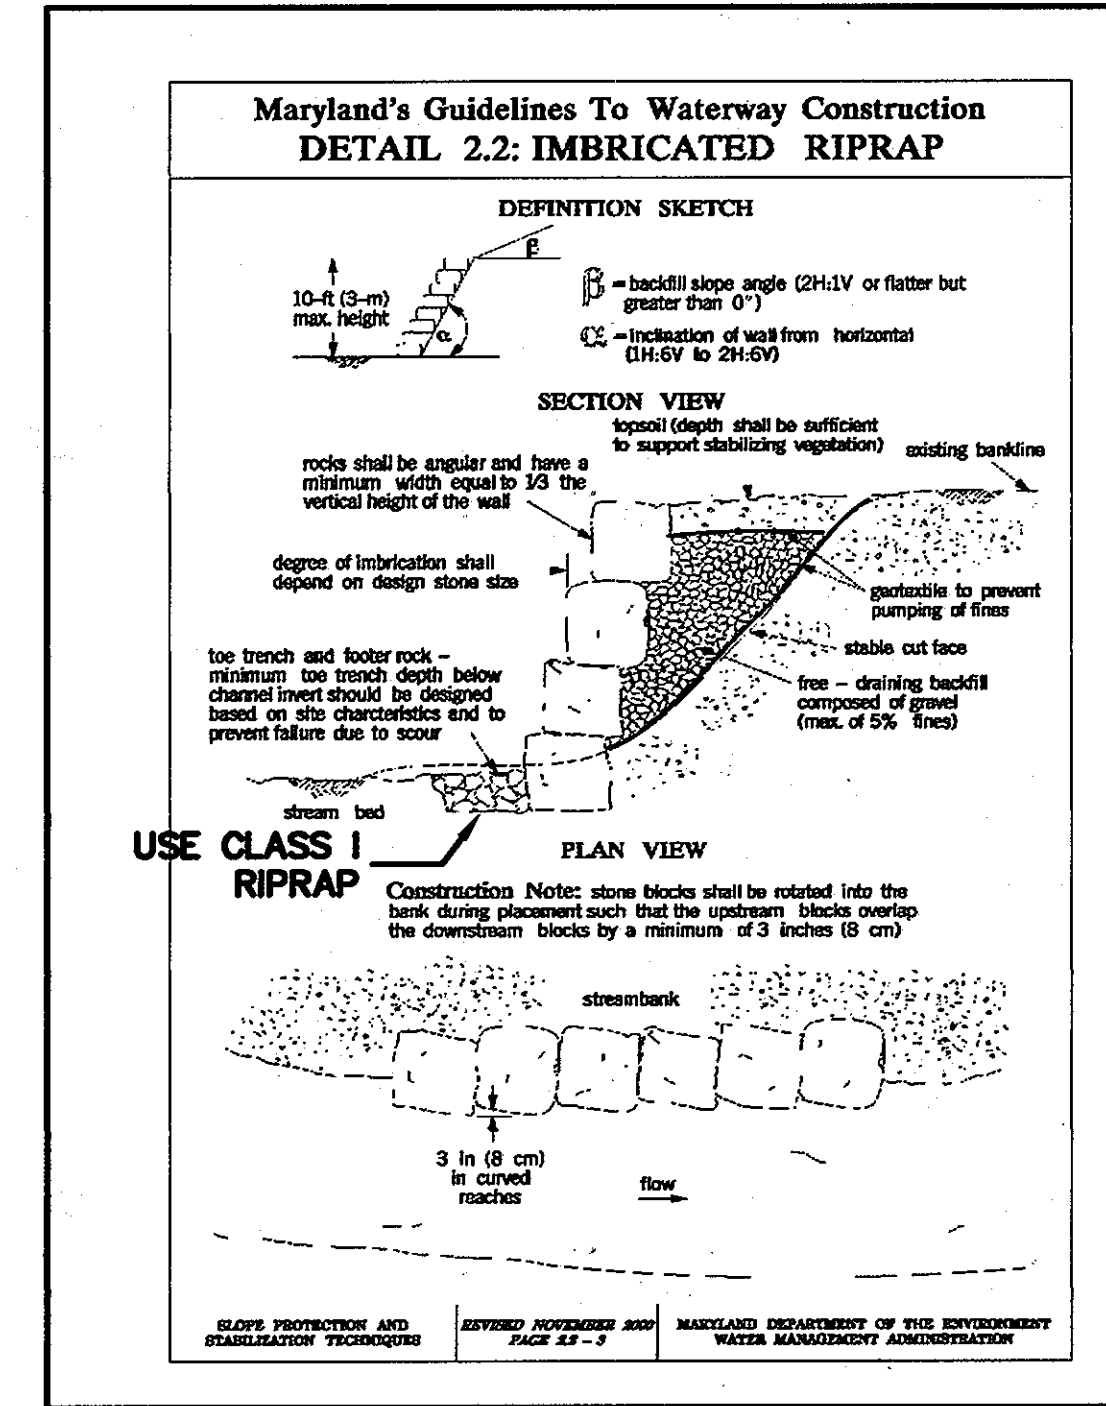 Maryland's Guidelines To Waterway Construction
DETAIL 2.2: IMBRICATED RIPRAP
DEFINITION SKETCH
β
10-ft (3-m)
max. height
α
β = backfill slope angle (2H:1V or flatter but
greater than 0°)
α = inclination of wall from horizontal
(1H:6V to 2H:6V)
SECTION VIEW
topsoil (depth shall be sufficient
to support stabilizing vegetation)
existing bankline
rocks shall be angular and have a
minimum width equal to 1/3 the
vertical height of the wall
degree of imbrication shall
depend on design stone size
geotextile to prevent
pumping of fines
stable cut face
toe trench and footer rock –
minimum toe trench depth below
channel invert should be designed
based on site charcteristics and to
prevent failure due to scour
free – draining backfill
composed of gravel
(max. of 5% fines)
stream bed
USE CLASS I
RIPRAP
PLAN VIEW
Construction Note: stone blocks shall be rotated into the
bank during placement such that the upstream blocks overlap
the downstream blocks by a minimum of 3 inches (8 cm)
streambank
3 in (8 cm)
in curved
reaches
flow
SLOPE PROTECTION AND
STABILIZATION TECHNIQUES
REVISED NOVEMBER 2000
PAGE 2.2 – 3
MARYLAND DEPARTMENT OF THE ENVIRONMENT
WATER MANAGEMENT ADMINISTRATION